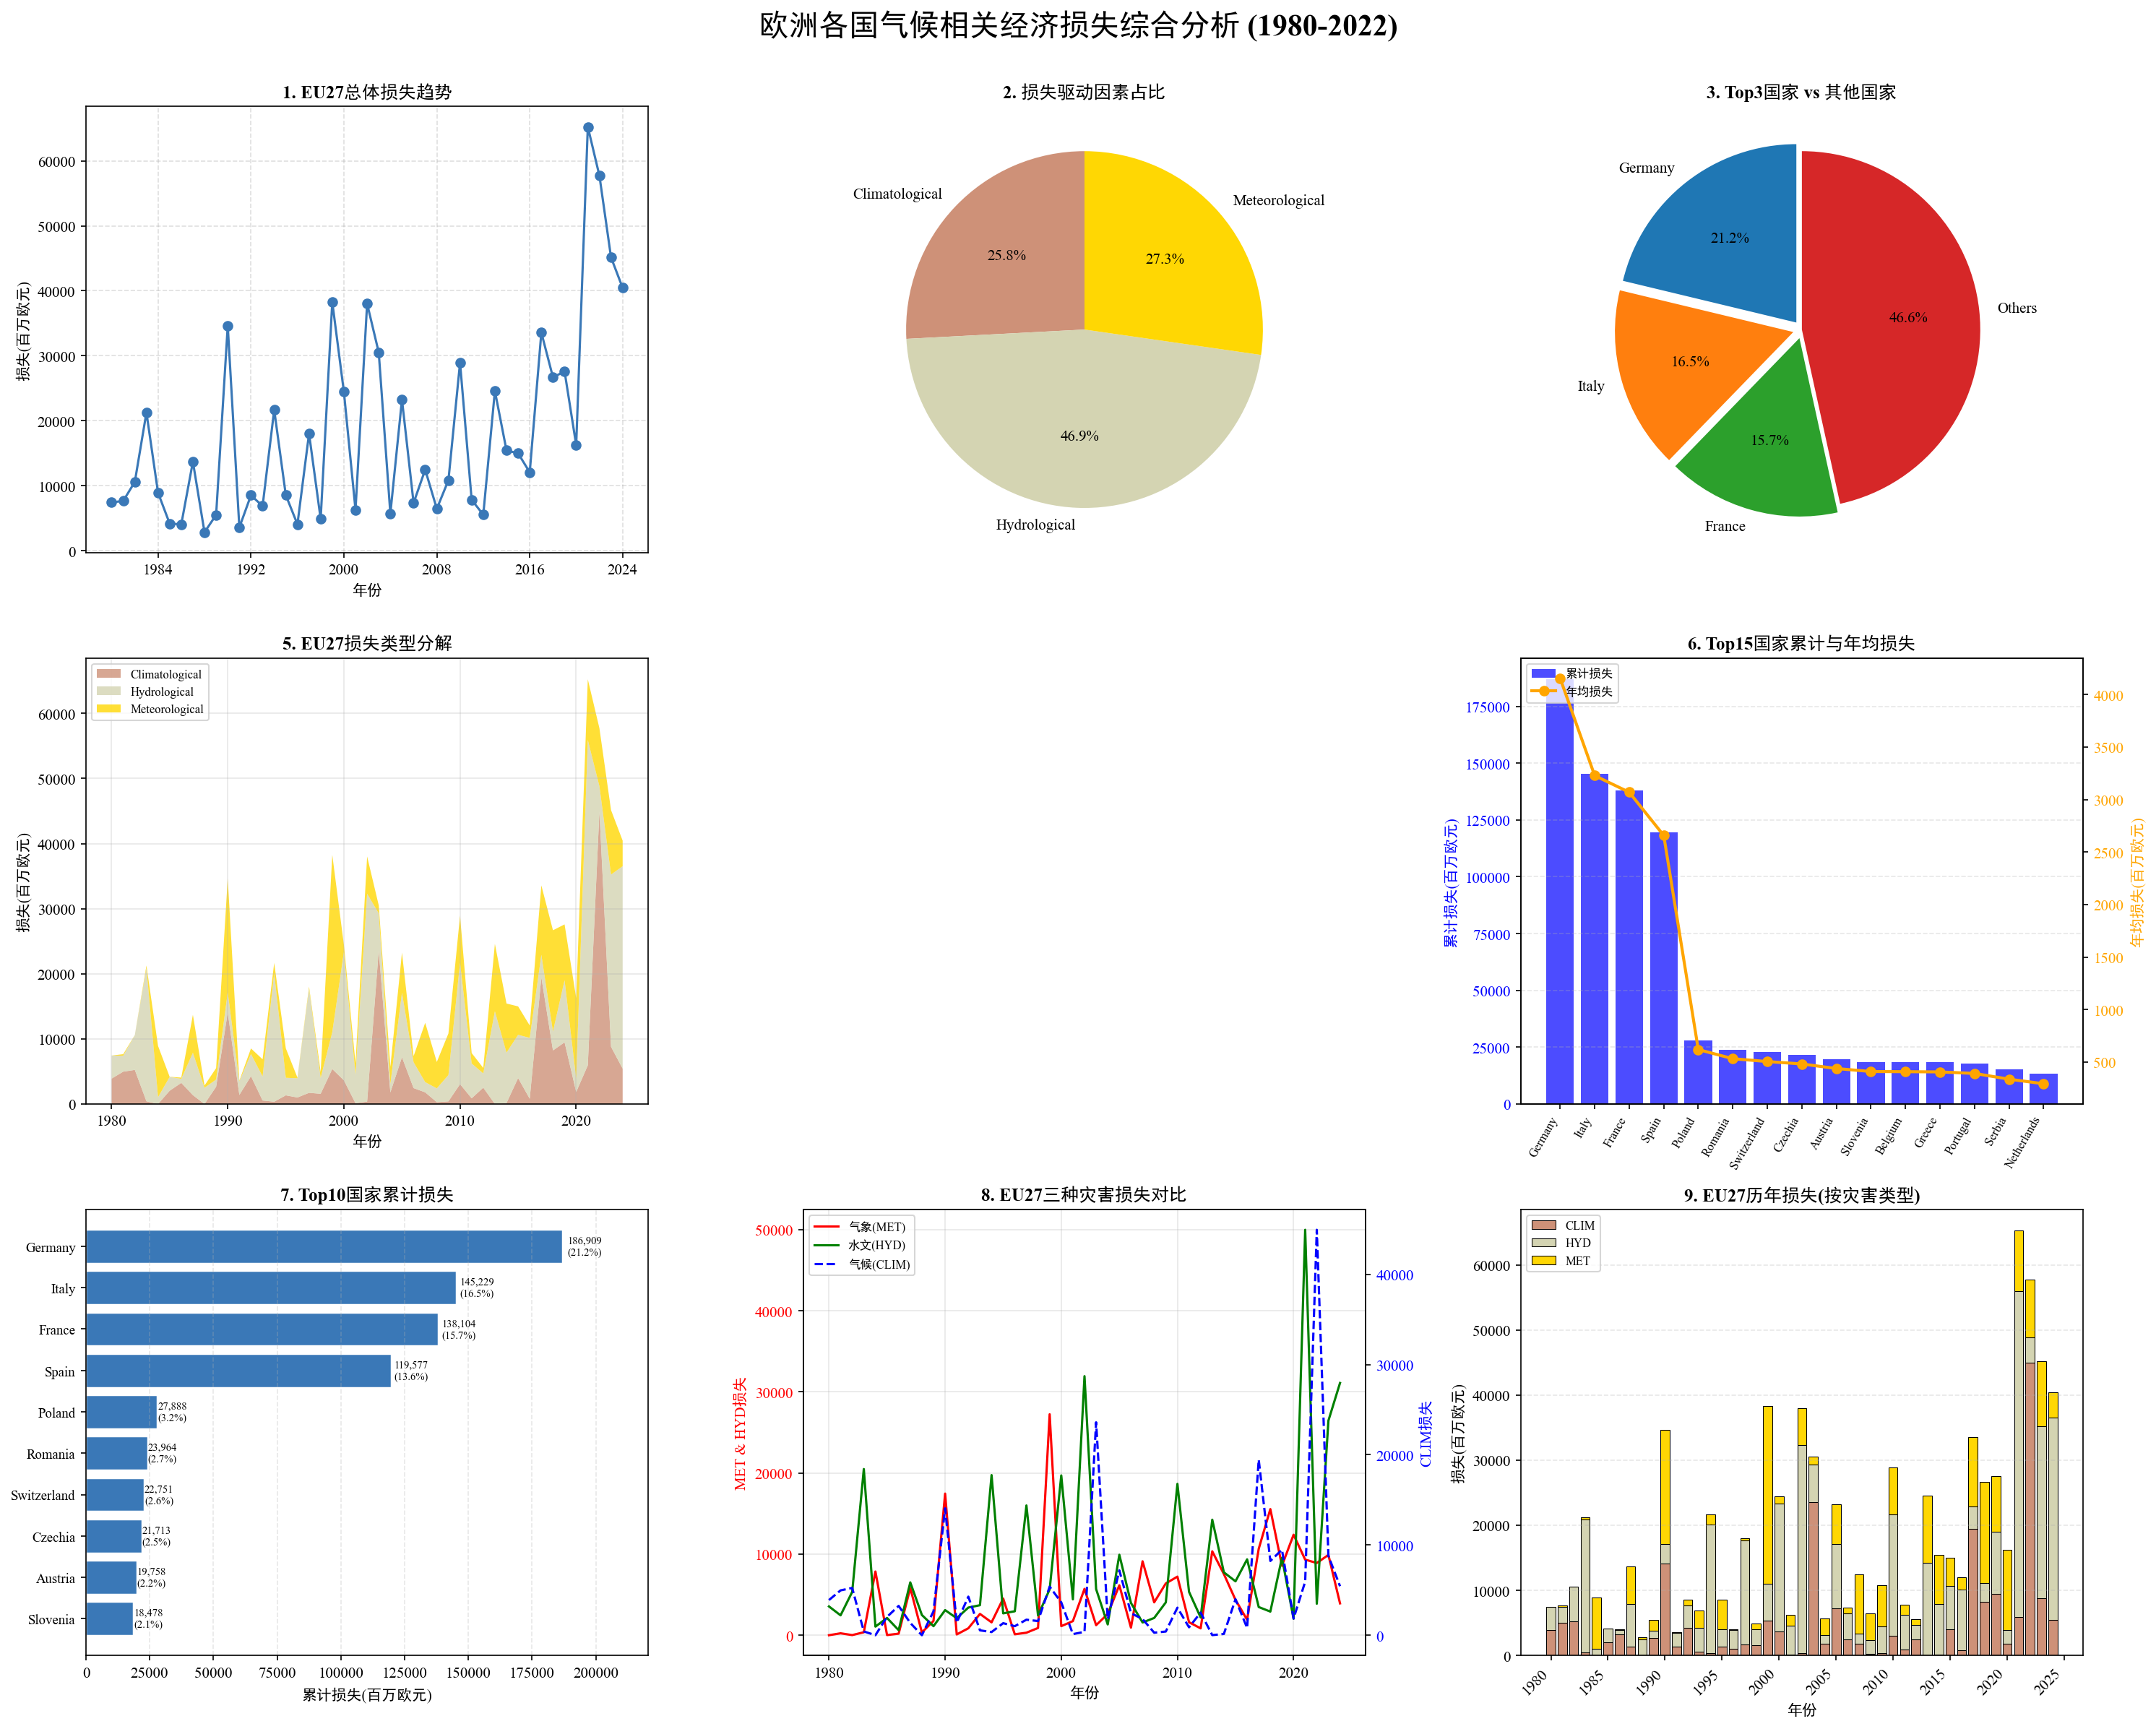 欧洲各国气候相关经济损失综合分析 (1980-2022)
1. EU27总体损失趋势
损失(百万欧元)
60000
50000
40000
30000
20000
10000
0
1984 1992 2000 2008 2016 2024
年份
2. 损失驱动因素占比
Climatological
Meteorological
25.8%
27.3%
46.9%
Hydrological
3. Top3国家 vs 其他国家
Germany
21.2%
Italy
16.5%
France
15.7%
Others
46.6%
5. EU27损失类型分解
Climatological
Hydrological
Meteorological
损失(百万欧元)
60000
50000
40000
30000
20000
10000
0
1980 1990 2000 2010 2020
年份
6. Top15国家累计与年均损失
累计损失
年均损失
累计损失(百万欧元)
175000
150000
125000
100000
75000
50000
25000
0
4000
3500
3000
2500
2000
1500
1000
500
年均损失(百万欧元)
Germany
Italy
France
Spain
Poland
Romania
Switzerland
Czechia
Austria
Slovenia
Belgium
Greece
Portugal
Serbia
Netherlands
7. Top10国家累计损失
Germany
186,909
(21.2%)
Italy
145,229
(16.5%)
France
138,104
(15.7%)
Spain
119,577
(13.6%)
Poland
27,888
(3.2%)
Romania
23,964
(2.7%)
Switzerland
22,751
(2.6%)
Czechia
21,713
(2.5%)
Austria
19,758
(2.2%)
Slovenia
18,478
(2.1%)
0 25000 50000 75000 100000 125000 150000 175000 200000
累计损失(百万欧元)
8. EU27三种灾害损失对比
气象(MET)
水文(HYD)
气候(CLIM)
MET & HYD损失
50000
40000
30000
20000
10000
0
40000
30000
20000
10000
0
CLIM损失
1980 1990 2000 2010 2020
年份
9. EU27历年损失(按灾害类型)
CLIM
HYD
MET
损失(百万欧元)
60000
50000
40000
30000
20000
10000
0
1980 1985 1990 1995 2000 2005 2010 2015 2020 2025
年份